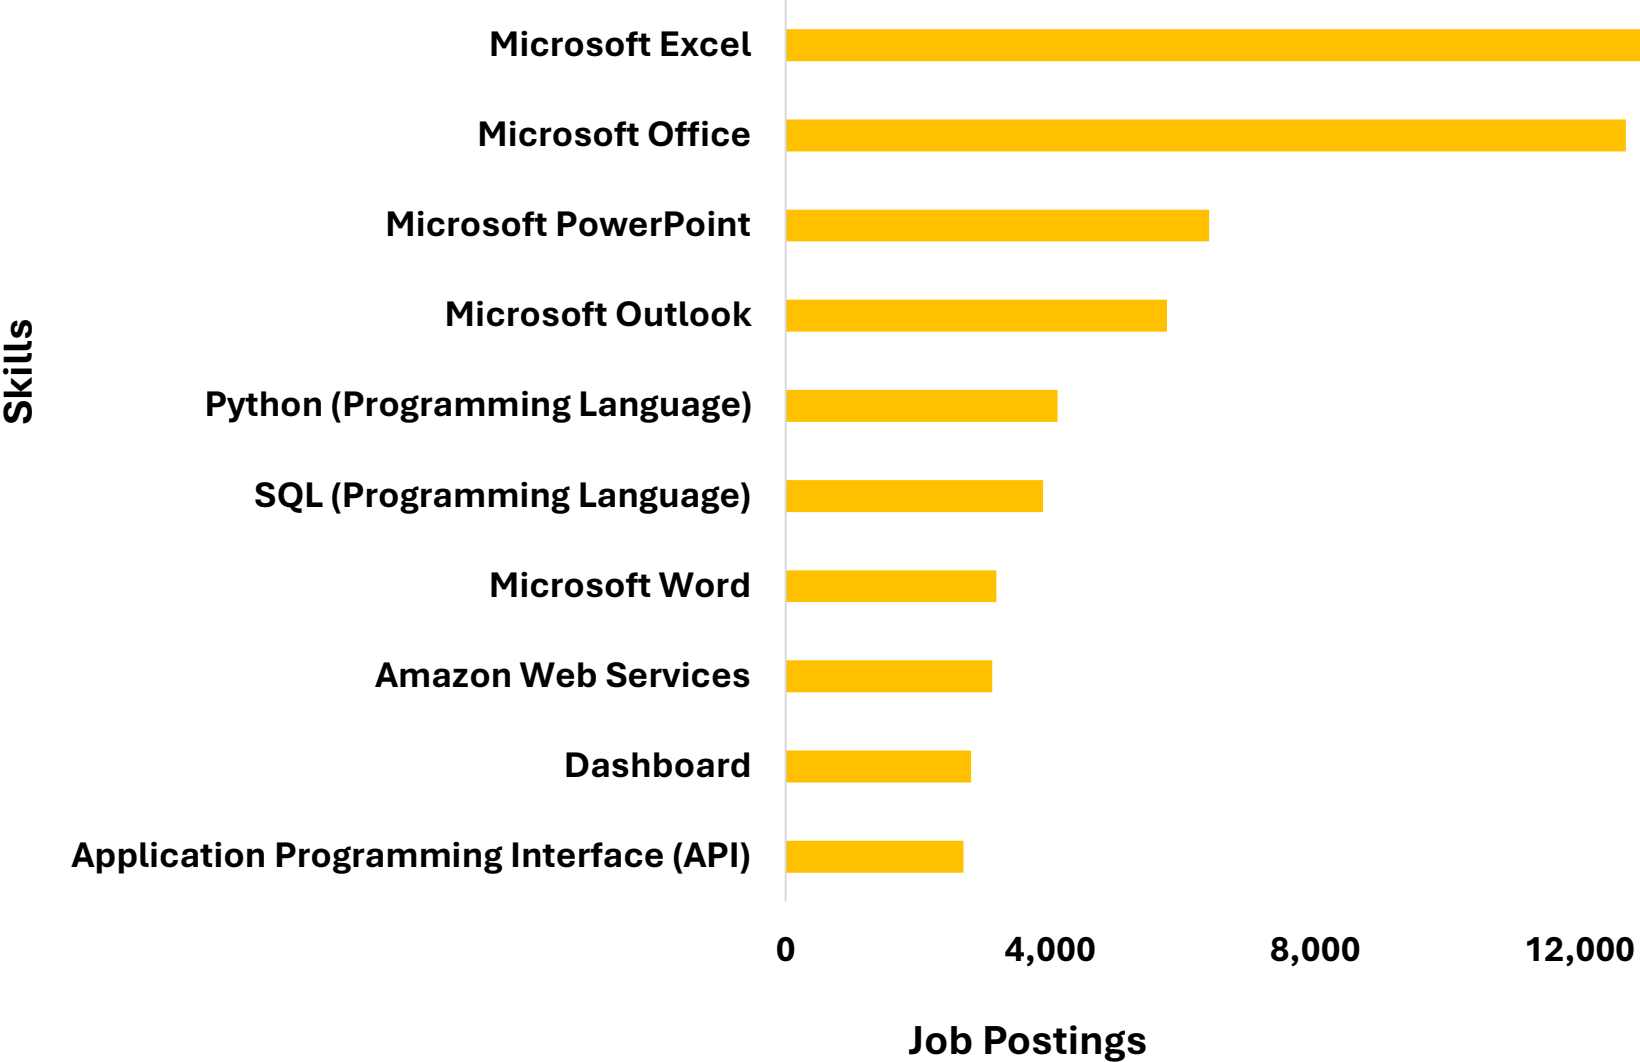 Microsoft Excel
Microsoft Office
Microsoft PowerPoint
Microsoft Outlook
Python (Programming Language)
SQL (Programming Language)
Microsoft Word
Amazon Web Services
Dashboard
Application Programming Interface (API)
Skills
0 4,000 8,000 12,000
Job Postings